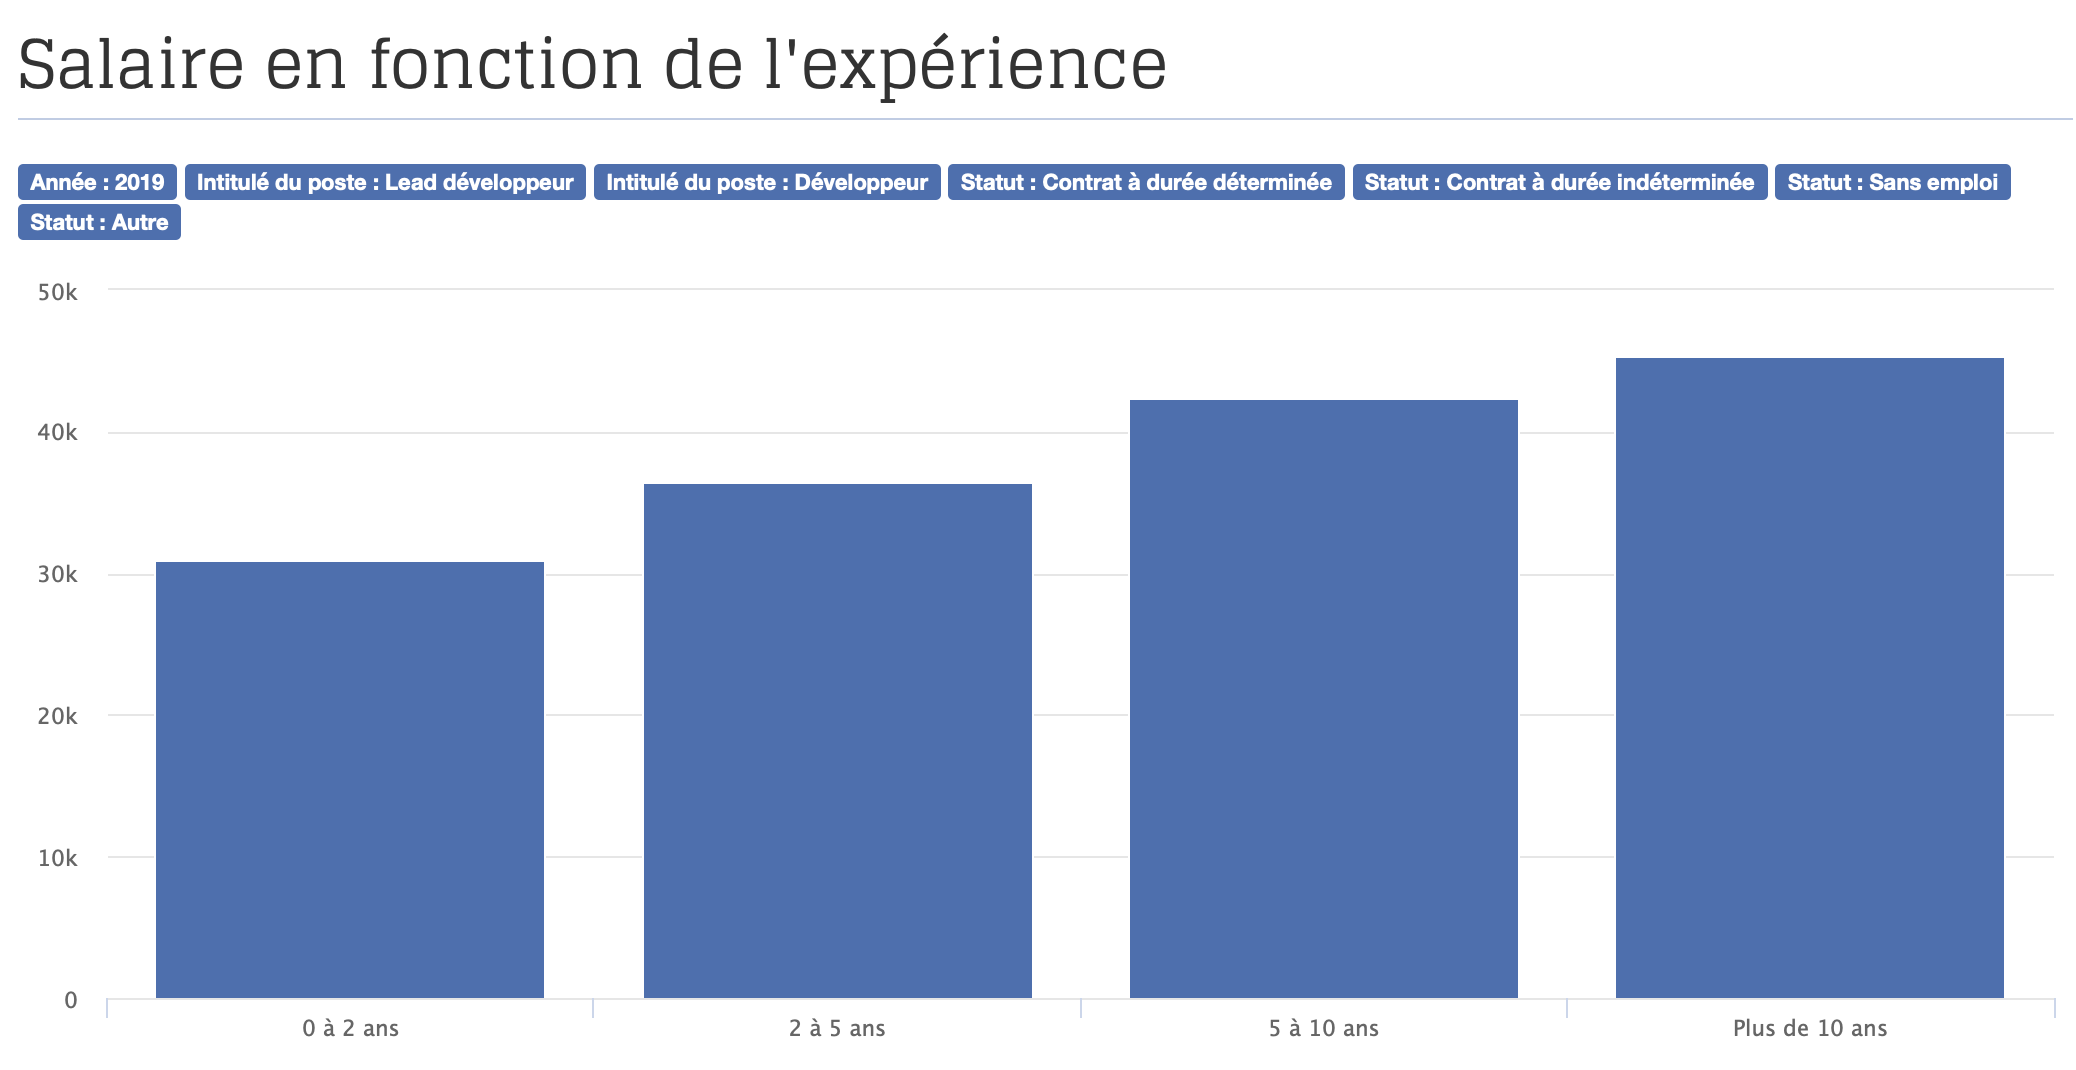 Salaire en fonction de l'expérience
Année : 2019 Intitulé du poste : Lead développeur Intitulé du poste : Développeur Statut : Contrat à durée déterminée Statut : Contrat à durée indéterminée Statut : Sans emploi
Statut : Autre
50k
40k
30k
20k
10k
0
0 à 2 ans 2 à 5 ans 5 à 10 ans Plus de 10 ans